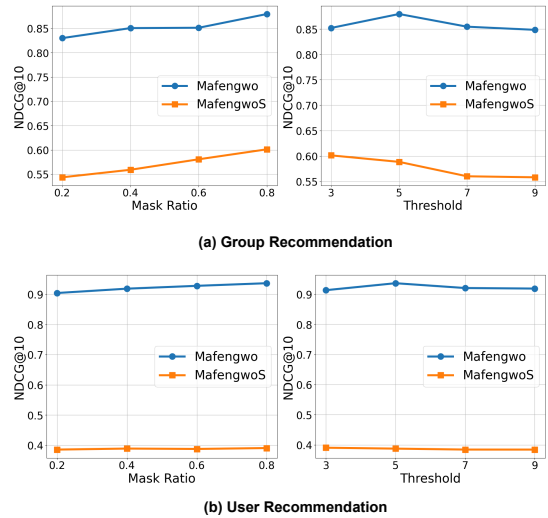 NDCG@10
0.85
0.80
0.75
0.70
0.65
0.60
0.55
0.2 0.4 0.6 0.8
Mask Ratio
Mafengwo
MafengwoS
NDCG@10
0.85
0.80
0.75
0.70
0.65
0.60
0.55
3 5 7 9
Threshold
Mafengwo
MafengwoS
(a) Group Recommendation
NDCG@10
0.9
0.8
0.7
0.6
0.5
0.4
0.2 0.4 0.6 0.8
Mask Ratio
Mafengwo
MafengwoS
NDCG@10
0.9
0.8
0.7
0.6
0.5
0.4
3 5 7 9
Threshold
Mafengwo
MafengwoS
(b) User Recommendation